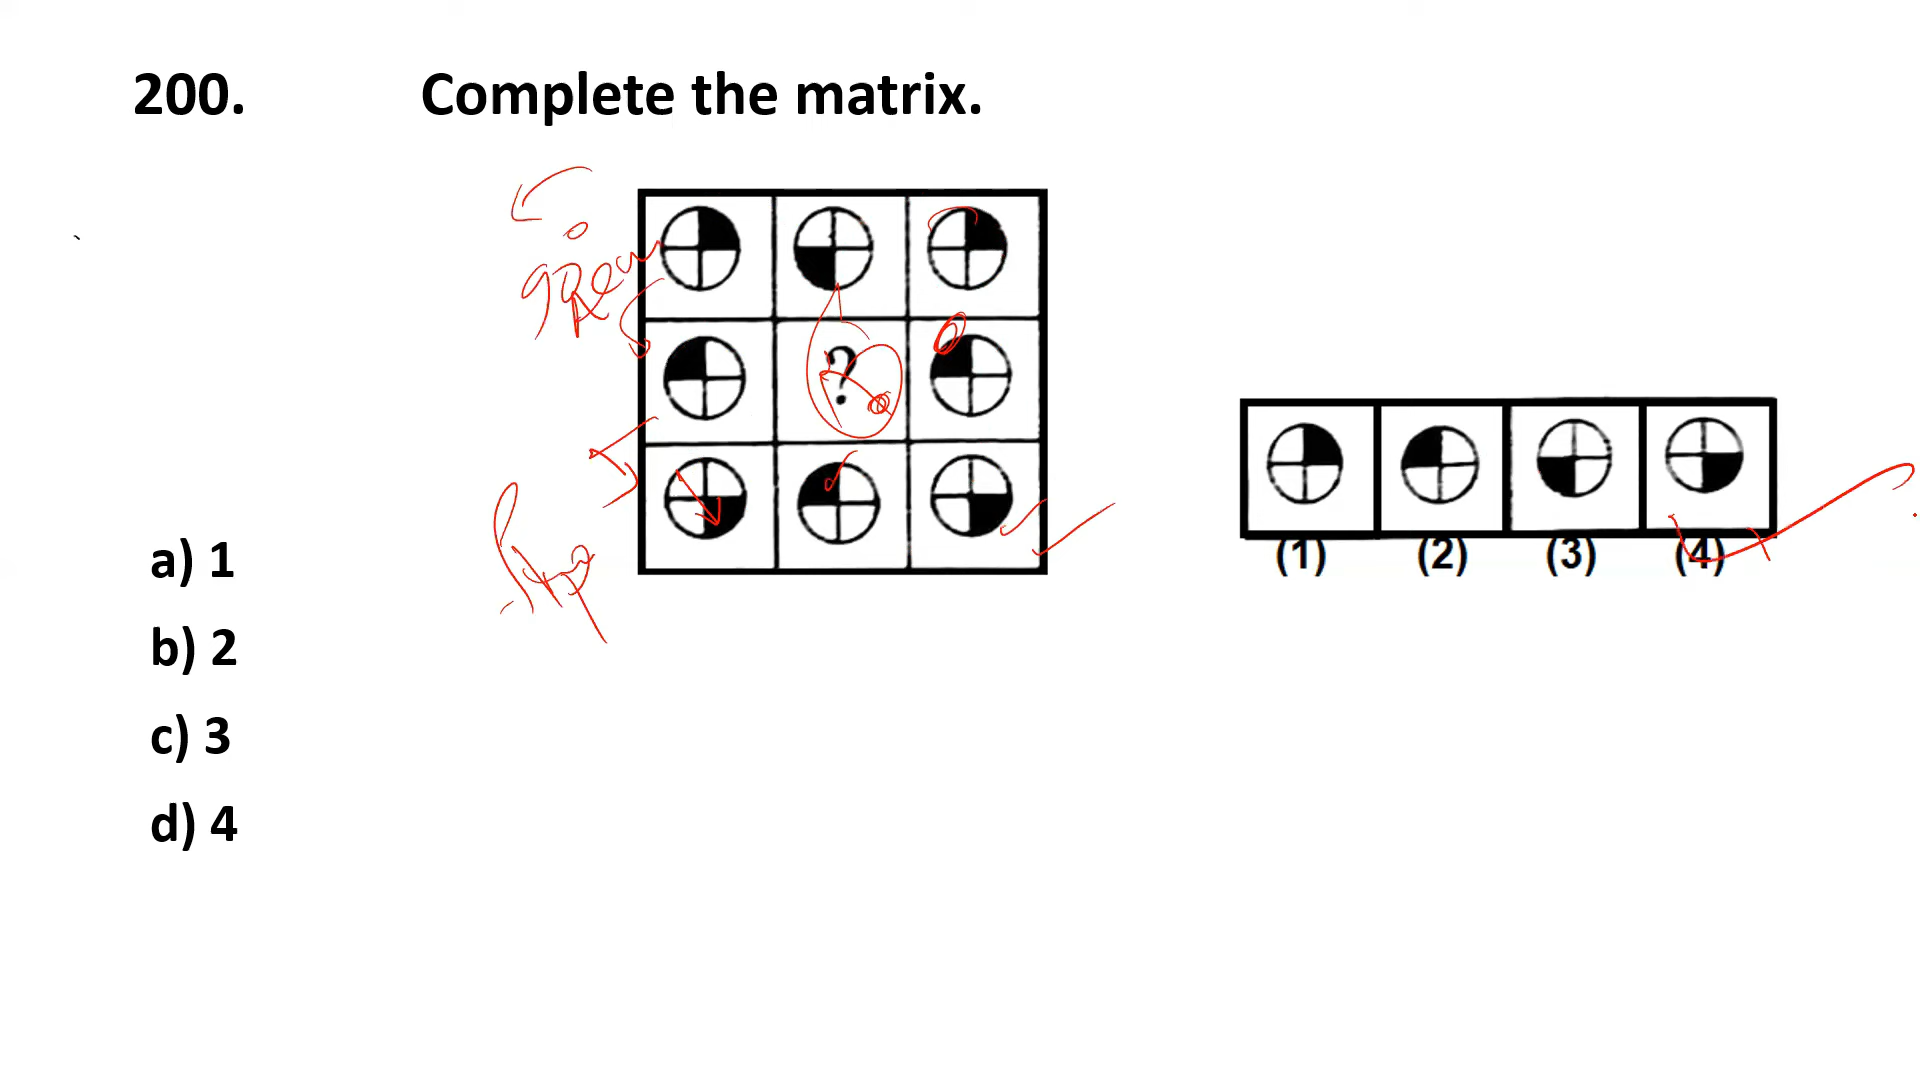 200. Complete the matrix.
?
(1) (2) (3) (4)
a) 1
b) 2
c) 3
d) 4